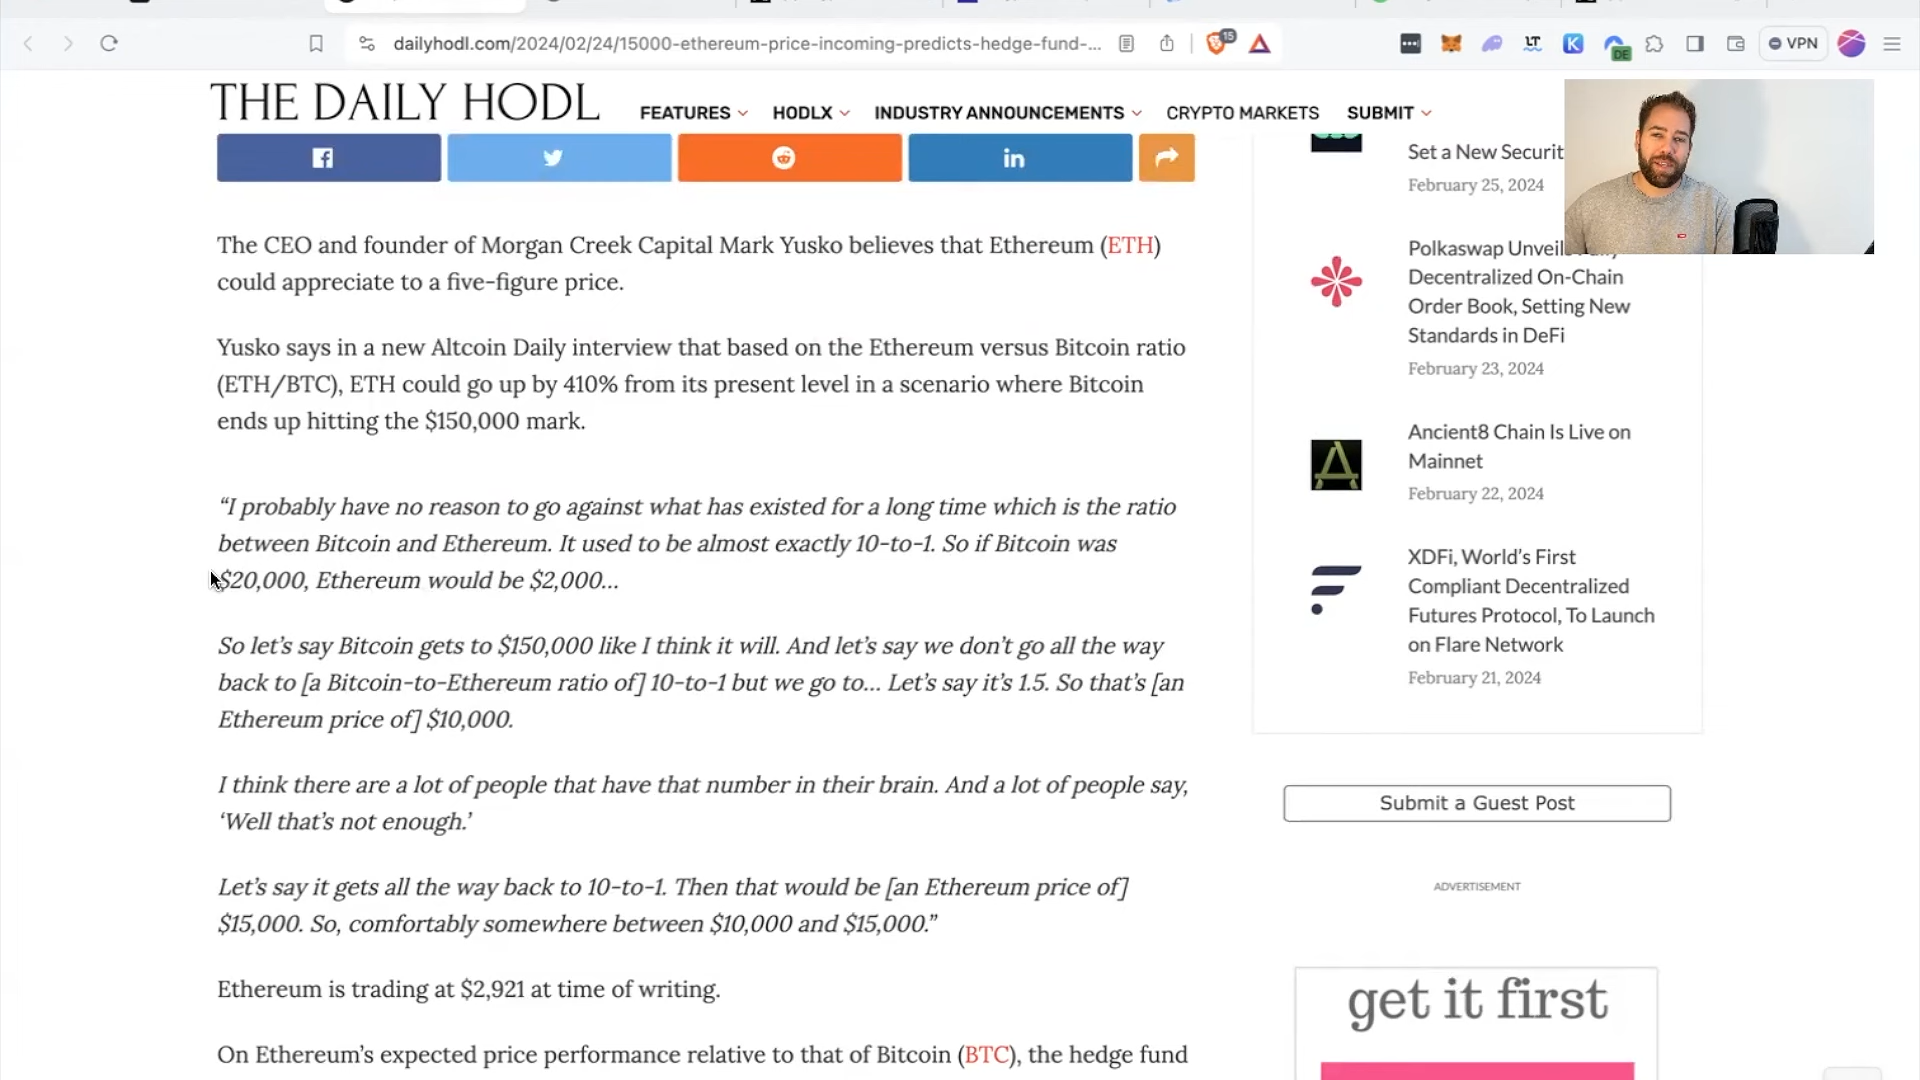 dailyhodl.com/2024/02/24/15000-ethereum-price-incoming-predicts-hedge-fund-...
15
LT
K
DE
VPN
THE DAILY HODL
FEATURES
HODLX
INDUSTRY ANNOUNCEMENTS
CRYPTO MARKETS
SUBMIT
The CEO and founder of Morgan Creek Capital Mark Yusko believes that Ethereum (ETH)
could appreciate to a five-figure price.
Yusko says in a new Altcoin Daily interview that based on the Ethereum versus Bitcoin ratio
(ETH/BTC), ETH could go up by 410% from its present level in a scenario where Bitcoin
ends up hitting the $150,000 mark.
“I probably have no reason to go against what has existed for a long time which is the ratio
between Bitcoin and Ethereum. It used to be almost exactly 10-to-1. So if Bitcoin was
$20,000, Ethereum would be $2,000…
So let’s say Bitcoin gets to $150,000 like I think it will. And let’s say we don’t go all the way
back to [a Bitcoin-to-Ethereum ratio of] 10-to-1 but we go to… Let’s say it’s 1.5. So that’s [an
Ethereum price of] $10,000.
I think there are a lot of people that have that number in their brain. And a lot of people say,
‘Well that’s not enough.’
Let’s say it gets all the way back to 10-to-1. Then that would be [an Ethereum price of]
$15,000. So, comfortably somewhere between $10,000 and $15,000.”
Ethereum is trading at $2,921 at time of writing.
On Ethereum’s expected price performance relative to that of Bitcoin (BTC), the hedge fund
Set a New Securit
February 25, 2024
Polkaswap Unveils
Decentralized On-Chain
Order Book, Setting New
Standards in DeFi
February 23, 2024
Ancient8 Chain Is Live on
Mainnet
February 22, 2024
XDFi, World’s First
Compliant Decentralized
Futures Protocol, To Launch
on Flare Network
February 21, 2024
Submit a Guest Post
ADVERTISEMENT
get it first